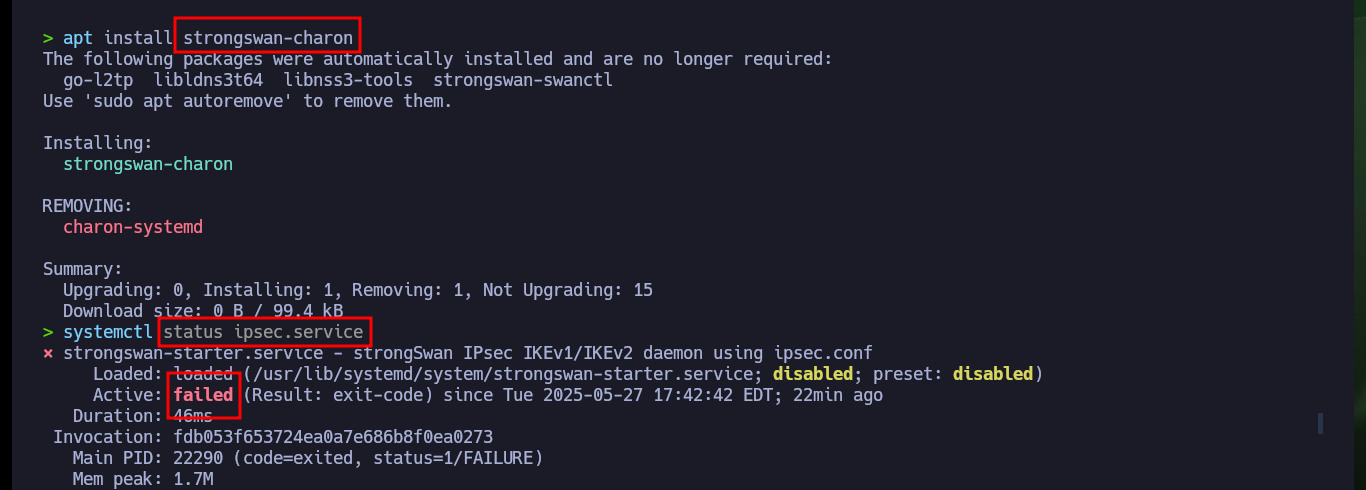 > apt install strongswan-charon
The following packages were automatically installed and are no longer required:
  go-l2tp  libldns3t64  libnss3-tools  strongswan-swanctl
Use 'sudo apt autoremove' to remove them.

Installing:
  strongswan-charon

REMOVING:
  charon-systemd

Summary:
  Upgrading: 0, Installing: 1, Removing: 1, Not Upgrading: 15
  Download size: 0 B / 99.4 kB
> systemctl status ipsec.service
× strongswan-starter.service - strongSwan IPsec IKEv1/IKEv2 daemon using ipsec.conf
     Loaded: loaded (/usr/lib/systemd/system/strongswan-starter.service; disabled; preset: disabled)
     Active: failed (Result: exit-code) since Tue 2025-05-27 17:42:42 EDT; 22min ago
   Duration: 46ms
 Invocation: fdb053f653724ea0a7e686b8f0ea0273
   Main PID: 22290 (code=exited, status=1/FAILURE)
   Mem peak: 1.7M